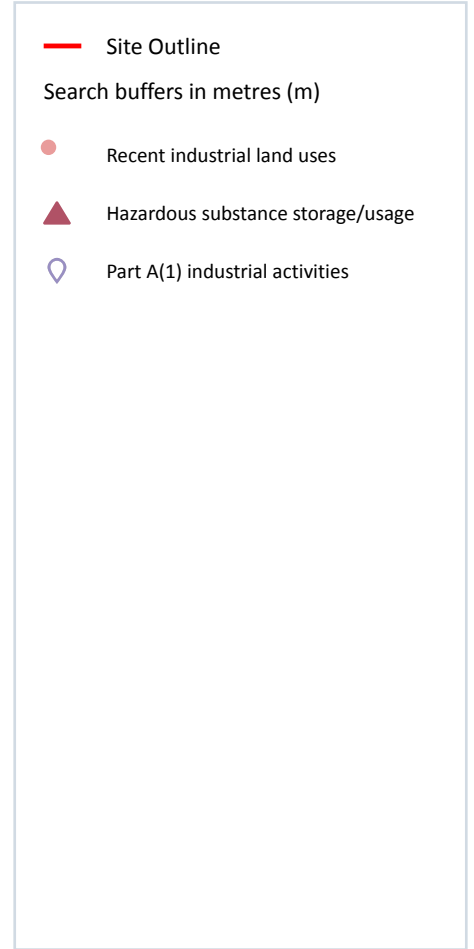 Site Outline
Search buffers in metres (m)
Recent industrial land uses
Hazardous substance storage/usage
Part A(1) industrial activities